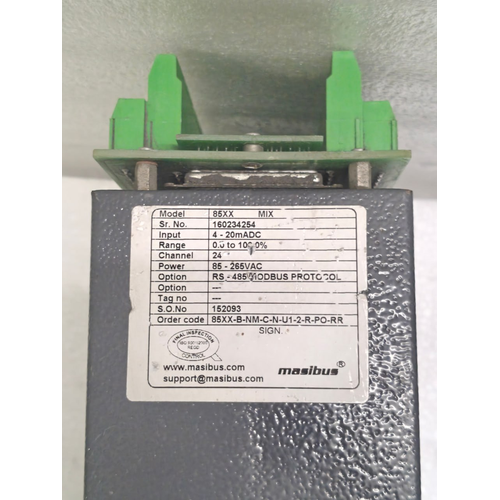 Model 85XX MIX
Sr. No. 160234254
Input 4 - 20mADC
Range 0.0 to 100.0%
Channel 24
Power 85 - 265VAC
Option RS - 485 MODBUS PROTOCOL
Option ---
Tag no ---
S.O.No 152093
Order code 85XX-B-NM-C-N-U1-2-R-PO-RR
SIGN.
FINAL INSPECTION
CONTROL
www.masibus.com
masibus®
support@masibus.com